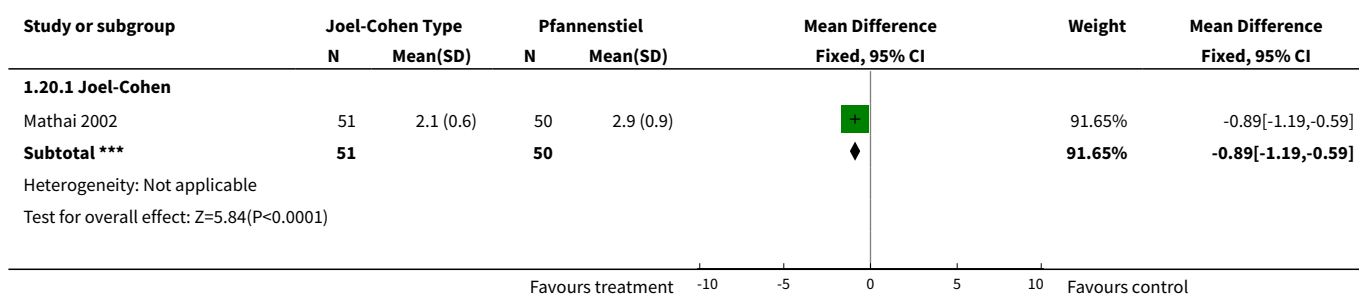 Study or subgroup Joel-Cohen Type Pfannenstiel Mean Difference Weight Mean Difference
N Mean(SD) N Mean(SD) Fixed, 95% CI Fixed, 95% CI
1.20.1 Joel-Cohen
Mathai 2002 51 2.1 (0.6) 50 2.9 (0.9) 91.65% -0.89[-1.19,-0.59]
Subtotal *** 51 50 91.65% -0.89[-1.19,-0.59]
Heterogeneity: Not applicable
Test for overall effect: Z=5.84(P<0.0001)
Favours treatment -10 -5 0 5 10 Favours control